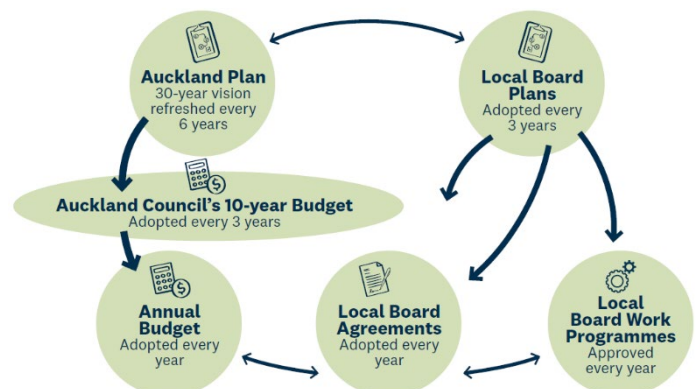 Auckland Plan
30-year vision
refreshed every
6 years
Local Board
Plans
Adopted every
3 years
$
Auckland Council's 10-year Budget
Adopted every 3 years
$
Annual
Budget
Adopted every
year
Local Board
Agreements
Adopted every
year
Local
Board Work
Programmes
Approved
every year